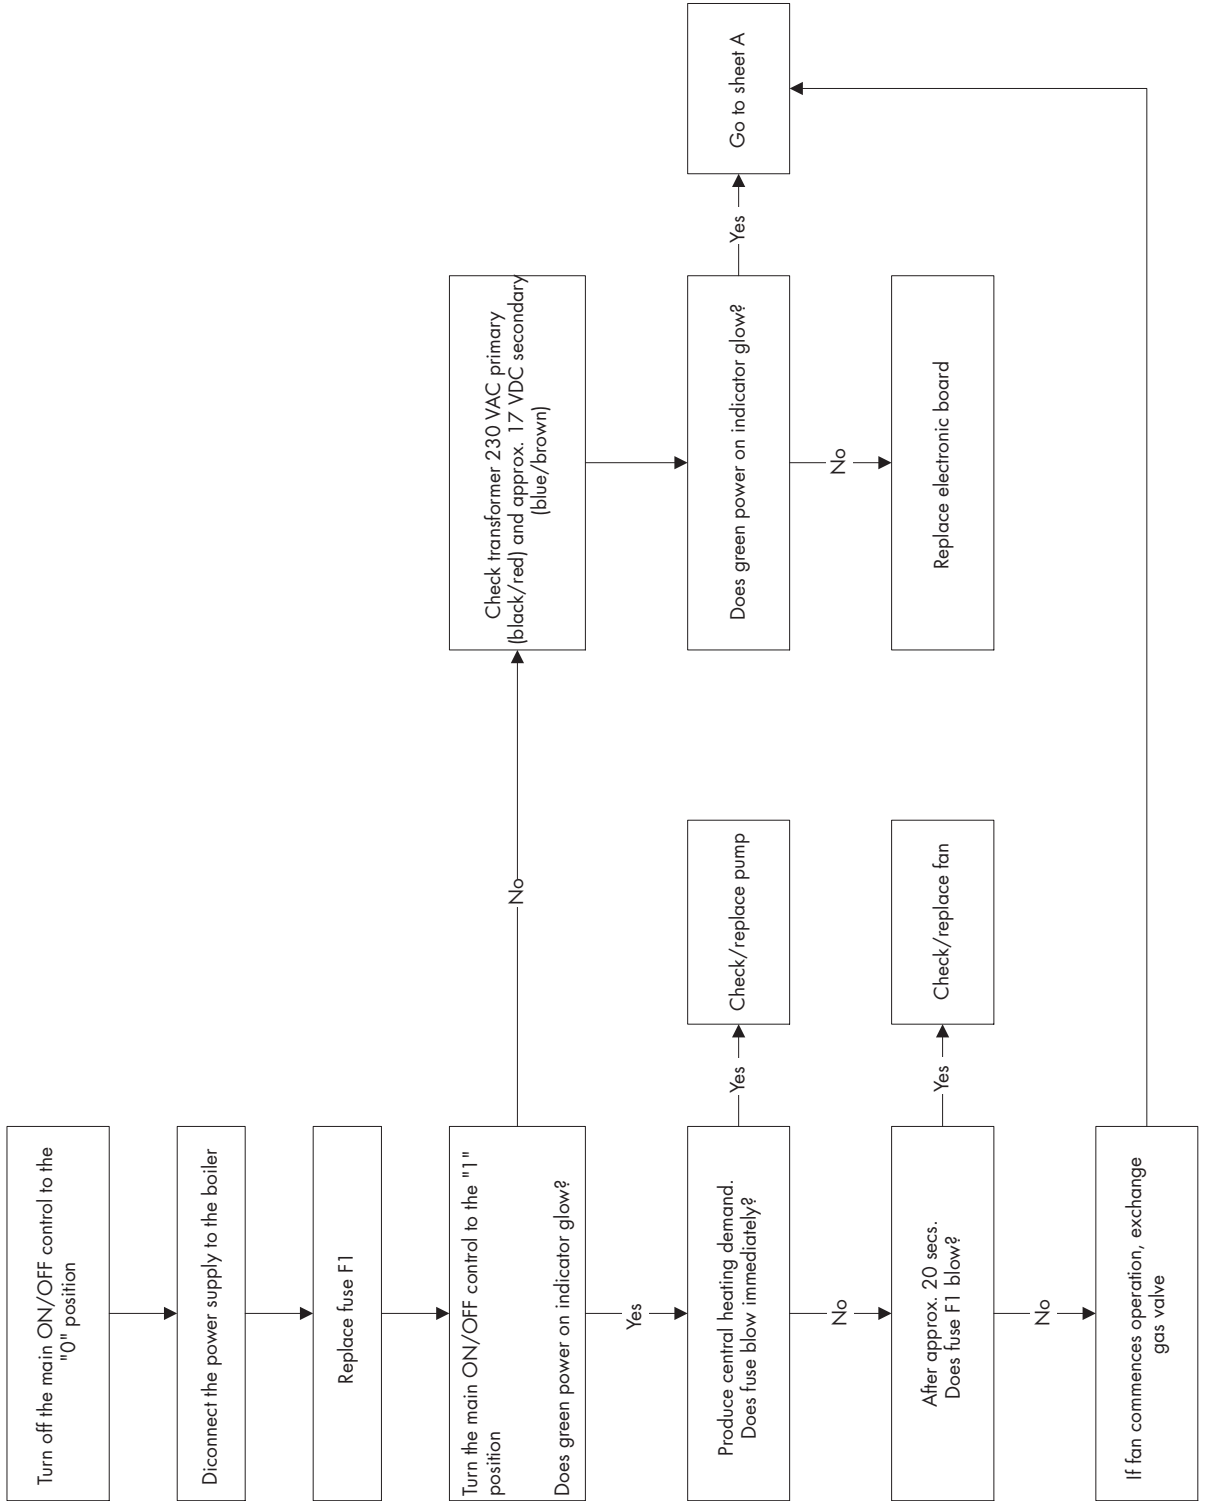 Turn off the main ON/OFF control to the
"0" position
Diconnect the power supply to the boiler
Replace fuse F1
Turn the main ON/OFF control to the "1"
position
Does green power on indicator glow?
No
Check transformer 230 VAC primary
(black/red) and approx. 17 VDC secondary
(blue/brown)
Yes
Produce central heating demand.
Does fuse blow immediately?
Yes
Check/replace pump
Does green power on indicator glow?
Yes
Go to sheet A
No
No
After approx. 20 secs.
Does fuse F1 blow?
Yes
Check/replace fan
Replace electronic board
No
If fan commences operation, exchange
gas valve